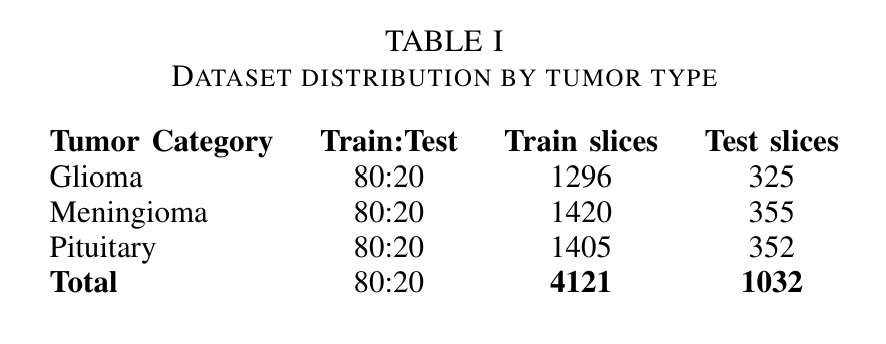 TABLE I
DATASET DISTRIBUTION BY TUMOR TYPE
Tumor Category Train:Test Train slices Test slices
Glioma 80:20 1296 325
Meningioma 80:20 1420 355
Pituitary 80:20 1405 352
Total 80:20 4121 1032